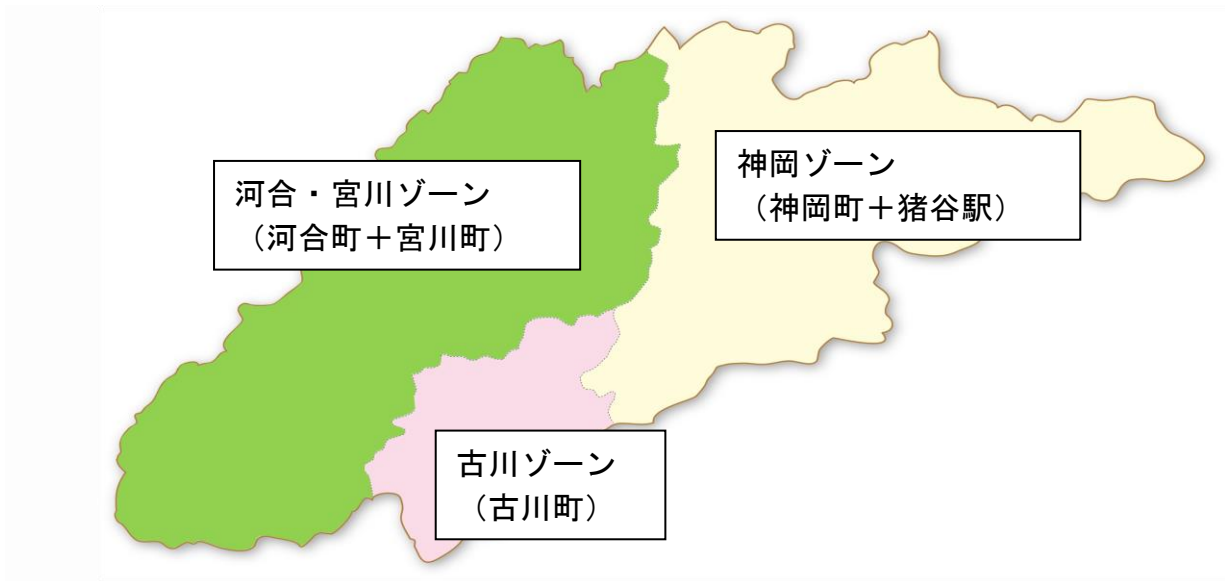 河合・宮川ゾーン
（河合町＋宮川町）
神岡ゾーン
（神岡町＋猪谷駅）
古川ゾーン
（古川町）